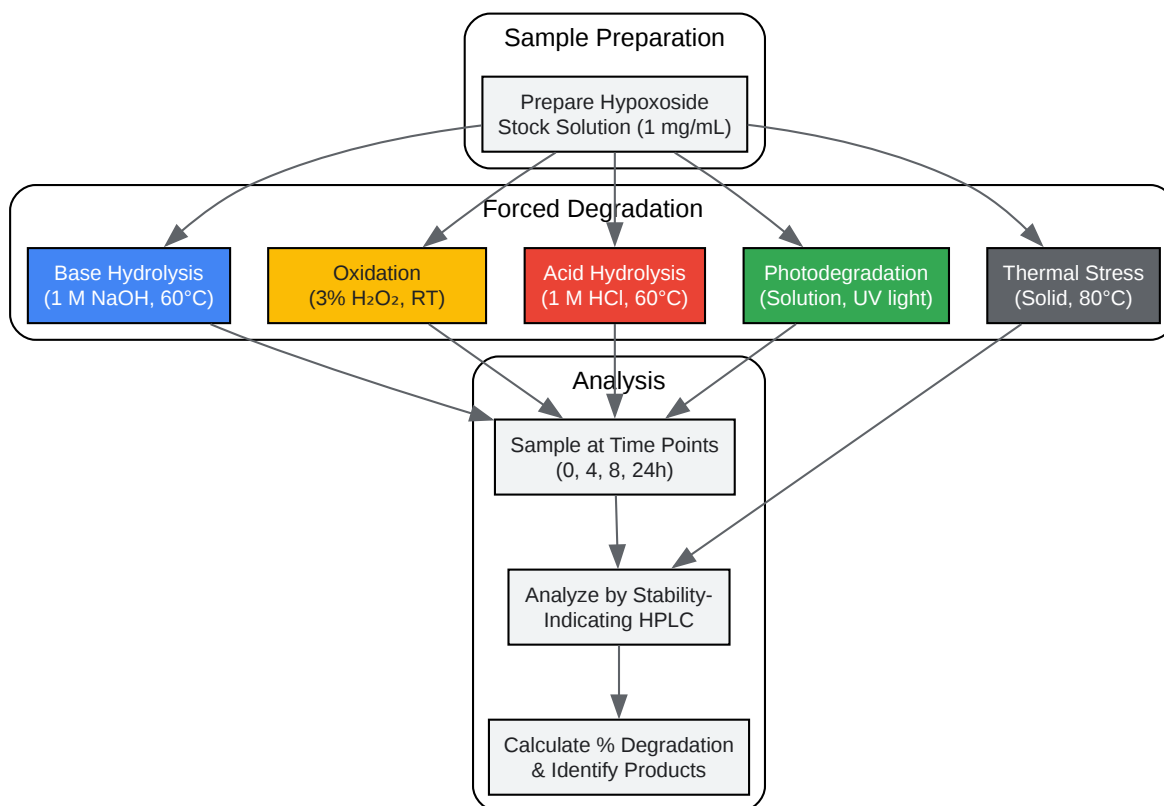 Sample Preparation
Prepare Hypoxoside
Stock Solution (1 mg/mL)
Forced Degradation
Base Hydrolysis
(1 M NaOH, 60°C)
Oxidation
(3% H₂O₂, RT)
Acid Hydrolysis
(1 M HCl, 60°C)
Photodegradation
(Solution, UV light)
Thermal Stress
(Solid, 80°C)
Analysis
Sample at Time Points
(0, 4, 8, 24h)
Analyze by Stability-
Indicating HPLC
Calculate % Degradation
& Identify Products